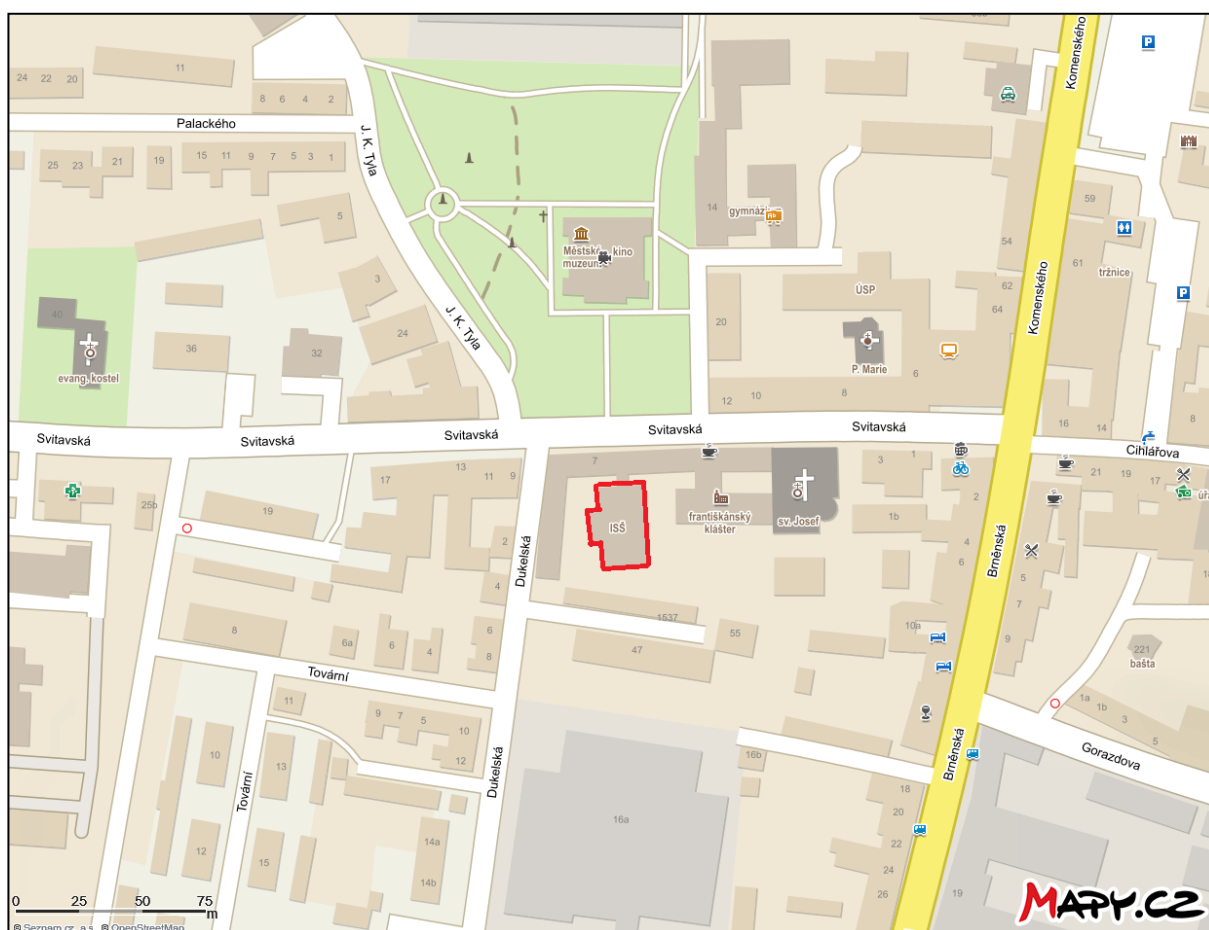 Komenského
P
24 22 20
11
8 6 4 2
Palackého
J. K. Tyla
25 23 21 19 15 11 9 7 5 3 1
5
14
gymnázium
59
54
61
tržnice
Městské
muzeum
kino
ÚSP
62
64
P
Komenského
3
40
36
32
24
J. K. Tyla
20
P. Marie
6
evang. kostel
12 10 8
16 14
8
Svitavská
Svitavská
Svitavská
Svitavská
Svitavská
Cihlářova
7
17
13
11
9
3 1
21 19 17
25b
19
ISŠ
františkánský
klášter
sv. Josef
1b
2
4
6
2
Dukelská
Brněnská
5
7
9
4
6
8
8
6a
6
4
1537
47
55
10a
221
bašta
Tovární
11
9 7 5
10
12
1a
1b
3
5
Gorazdova
10
13
Tovární
Dukelská
16b
Brněnská
18
20
22
24
26
16a
12
15
14a
14b
19
0 25 50 75
m
© Seznam.cz, a.s., © OpenStreetMap
MAPY.CZ